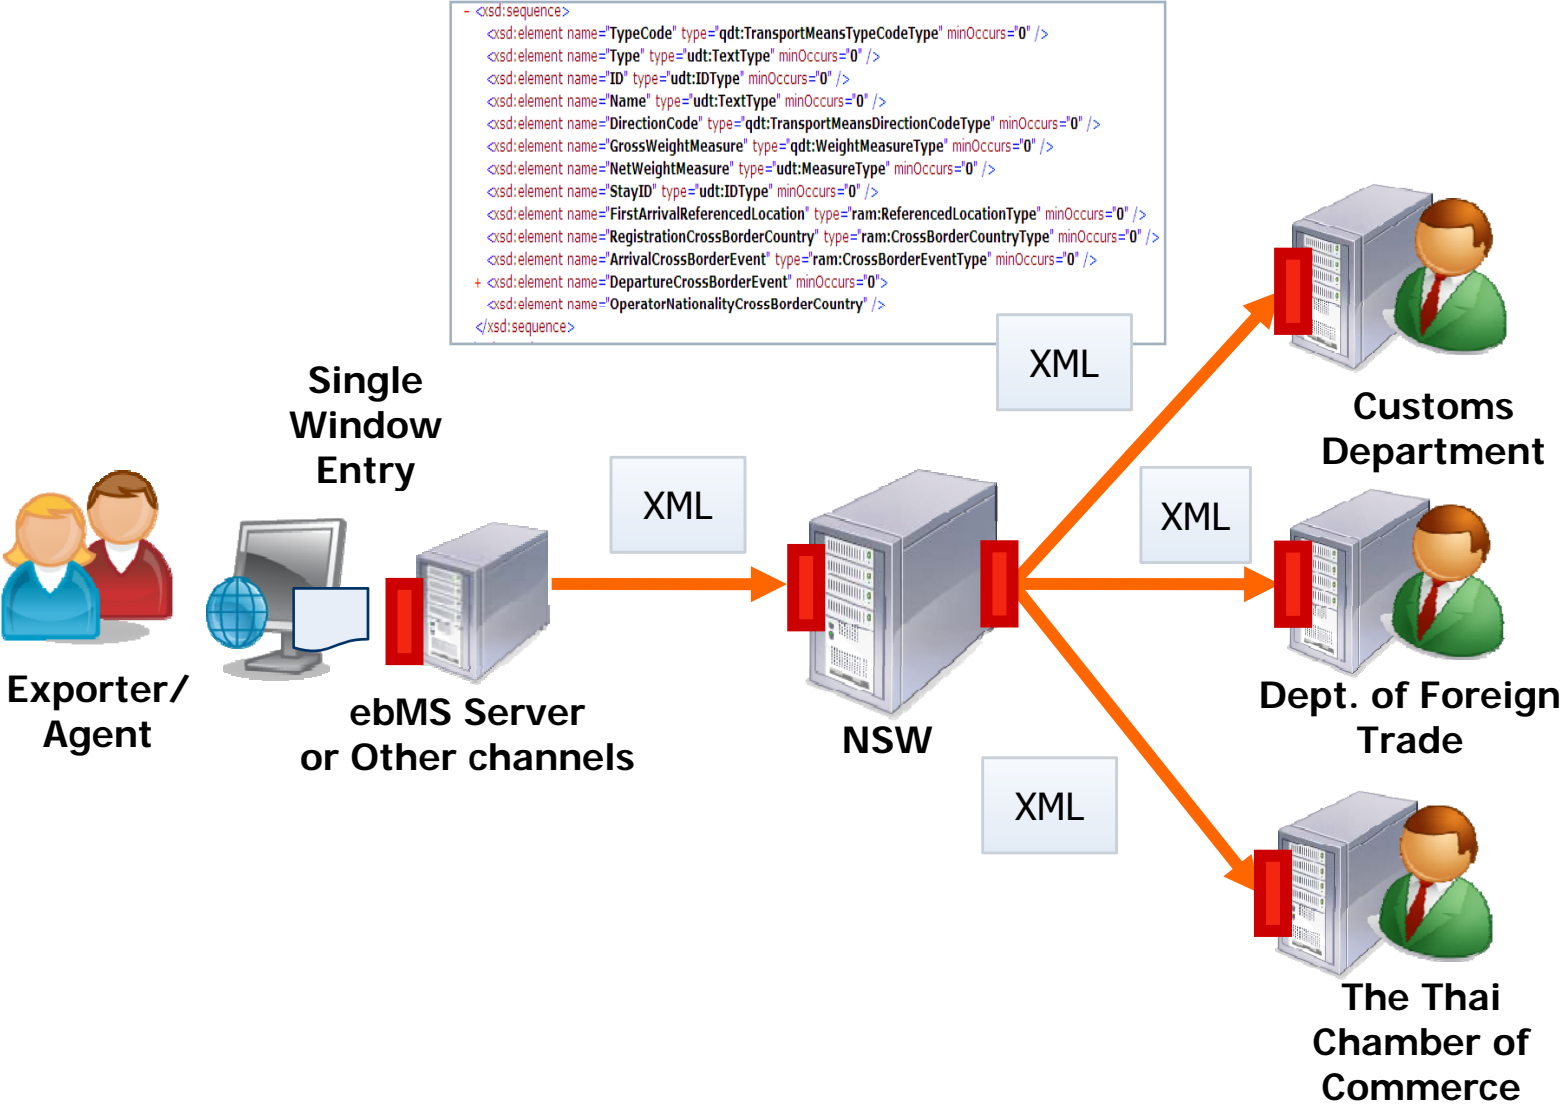 - <xsd:sequence>
<xsd:element name="TypeCode" type="qdt:TransportMeansTypeCodeType" minOccurs="0" />
<xsd:element name="Type" type="udt:TextType" minOccurs="0" />
<xsd:element name="ID" type="udt:IDType" minOccurs="0" />
<xsd:element name="Name" type="udt:TextType" minOccurs="0" />
<xsd:element name="DirectionCode" type="qdt:TransportMeansDirectionCodeType" minOccurs="0" />
<xsd:element name="GrossWeightMeasure" type="qdt:WeightMeasureType" minOccurs="0" />
<xsd:element name="NetWeightMeasure" type="udt:MeasureType" minOccurs="0" />
<xsd:element name="StayID" type="udt:IDType" minOccurs="0" />
<xsd:element name="FirstArrivalReferencedLocation" type="ram:ReferencedLocationType" minOccurs="0" />
<xsd:element name="RegistrationCrossBorderCountry" type="ram:CrossBorderCountryType" minOccurs="0" />
<xsd:element name="ArrivalCrossBorderEvent" type="ram:CrossBorderEventType" minOccurs="0" />
+ <xsd:element name="DepartureCrossBorderEvent" minOccurs="0">
<xsd:element name="OperatorNationalityCrossBorderCountry" />
</xsd:sequence>
Single
Window
Entry
XML
XML
XML
XML
Customs
Department
Exporter/
Agent
ebMS Server
or Other channels
NSW
Dept. of Foreign
Trade
The Thai
Chamber of
Commerce